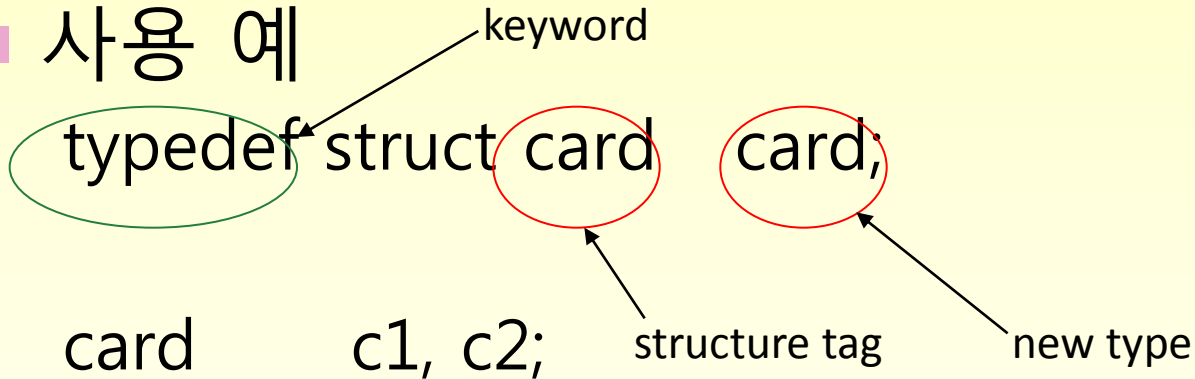 사용 예
keyword
typedef struct card card;
card c1, c2;
structure tag
new type